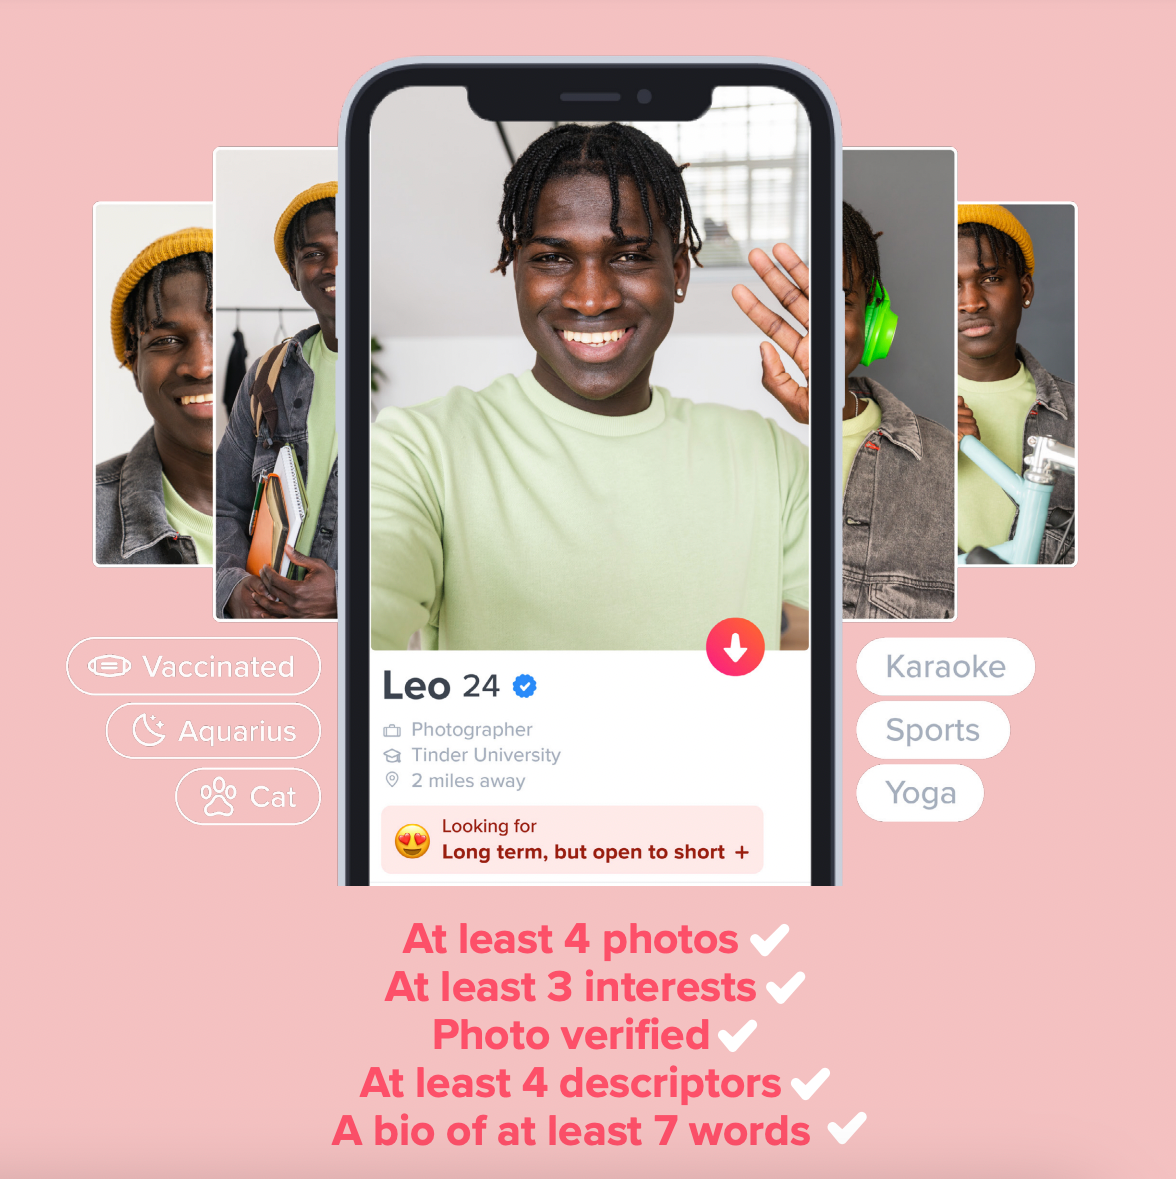 Vaccinated
Aquarius
Cat
Leo 24
Photographer
Tinder University
2 miles away
Looking for
Long term, but open to short +
Karaoke
Sports
Yoga
At least 4 photos
At least 3 interests
Photo verified
At least 4 descriptors
A bio of at least 7 words